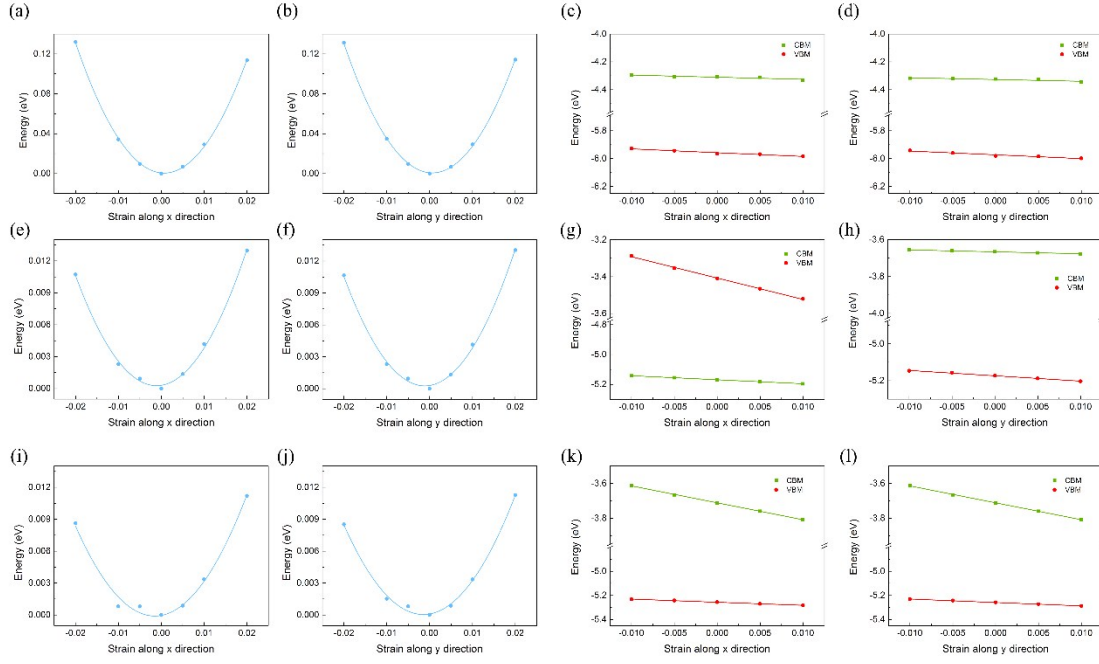 (a)
Energy (eV)
0.12
0.08
0.04
0.00
-0.02 -0.01 0.00 0.01 0.02
Strain along x direction
(b)
Energy (eV)
0.12
0.08
0.04
0.00
-0.02 -0.01 0.00 0.01 0.02
Strain along y direction
(c)
Energy (eV)
-4.0
-4.2
-4.4
-5.8
-6.0
-6.2
CBM
VBM
-0.010 -0.005 0.000 0.005 0.010
Strain along x direction
(d)
Energy (eV)
-4.0
-4.2
-4.4
-5.8
-6.0
-6.2
CBM
VBM
-0.010 -0.005 0.000 0.005 0.010
Strain along y direction
(e)
Energy (eV)
0.012
0.009
0.006
0.003
0.000
-0.02 -0.01 0.00 0.01 0.02
Strain along x direction
(f)
Energy (eV)
0.012
0.009
0.006
0.003
0.000
-0.02 -0.01 0.00 0.01 0.02
Strain along y direction
(g)
Energy (eV)
-3.2
-3.4
-3.6
-4.8
-5.0
-5.2
CBM
VBM
-0.010 -0.005 0.000 0.005 0.010
Strain along x direction
(h)
Energy (eV)
-3.6
-3.8
-4.0
-5.0
-5.2
CBM
VBM
-0.010 -0.005 0.000 0.005 0.010
Strain along y direction
(i)
Energy (eV)
0.012
0.009
0.006
0.003
0.000
-0.02 -0.01 0.00 0.01 0.02
Strain along x direction
(j)
Energy (eV)
0.012
0.009
0.006
0.003
0.000
-0.02 -0.01 0.00 0.01 0.02
Strain along y direction
(k)
Energy (eV)
-3.6
-3.8
-5.0
-5.2
-5.4
CBM
VBM
-0.010 -0.005 0.000 0.005 0.010
Strain along x direction
(l)
Energy (eV)
-3.6
-3.8
-5.0
-5.2
-5.4
CBM
VBM
-0.010 -0.005 0.000 0.005 0.010
Strain along y direction